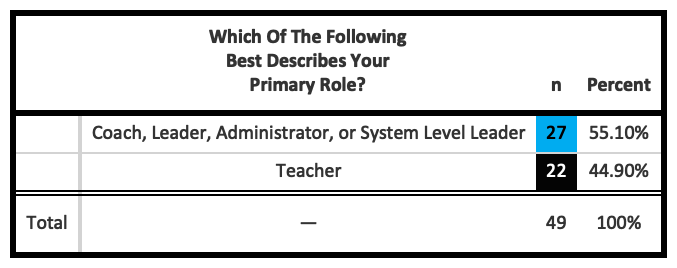 Which Of The Following
Best Describes Your
Primary Role? n Percent
Coach, Leader, Administrator, or System Level Leader 27 55.10%
Teacher 22 44.90%
Total — 49 100%